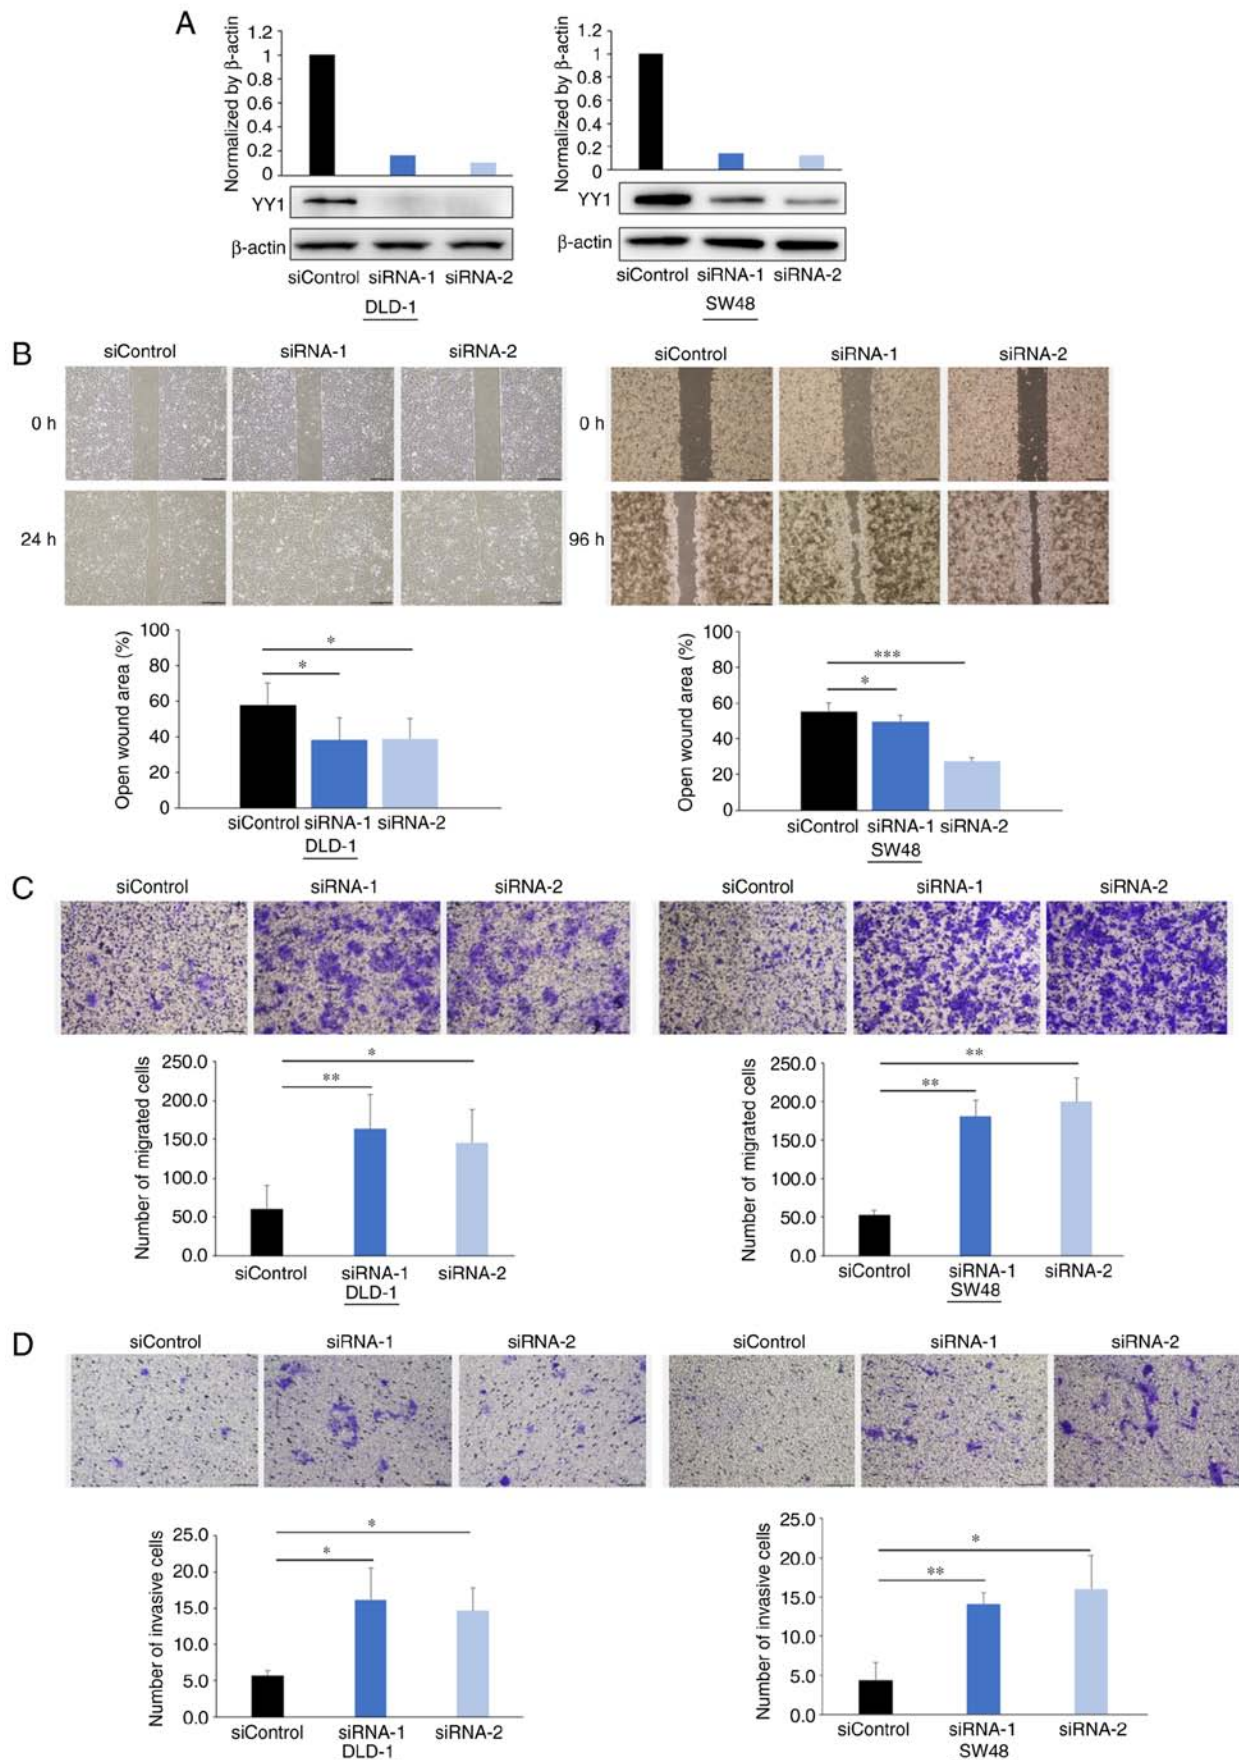 A
Normalized by β-actin
1.2
1
0.8
0.6
0.4
0.2
0
YY1
β-actin
siControl siRNA-1 siRNA-2
DLD-1
Normalized by β-actin
1.2
1
0.8
0.6
0.4
0.2
0
YY1
β-actin
siControl siRNA-1 siRNA-2
SW48
B
siControl siRNA-1 siRNA-2
0 h
24 h
siControl siRNA-1 siRNA-2
0 h
96 h
Open wound area (%)
100
80
60
40
20
0
*
*
siControl siRNA-1 siRNA-2
DLD-1
Open wound area (%)
100
80
60
40
20
0
***
*
siControl siRNA-1 siRNA-2
SW48
C
siControl siRNA-1 siRNA-2
siControl siRNA-1 siRNA-2
Number of migrated cells
250.0
200.0
150.0
100.0
50.0
0.0
*
**
siControl siRNA-1 siRNA-2
DLD-1
Number of migrated cells
250.0
200.0
150.0
100.0
50.0
0.0
**
**
siControl siRNA-1 siRNA-2
SW48
D
siControl siRNA-1 siRNA-2
siControl siRNA-1 siRNA-2
Number of invasive cells
25.0
20.0
15.0
10.0
5.0
0.0
*
*
siControl siRNA-1 siRNA-2
DLD-1
Number of invasive cells
25.0
20.0
15.0
10.0
5.0
0.0
*
**
siControl siRNA-1 siRNA-2
SW48